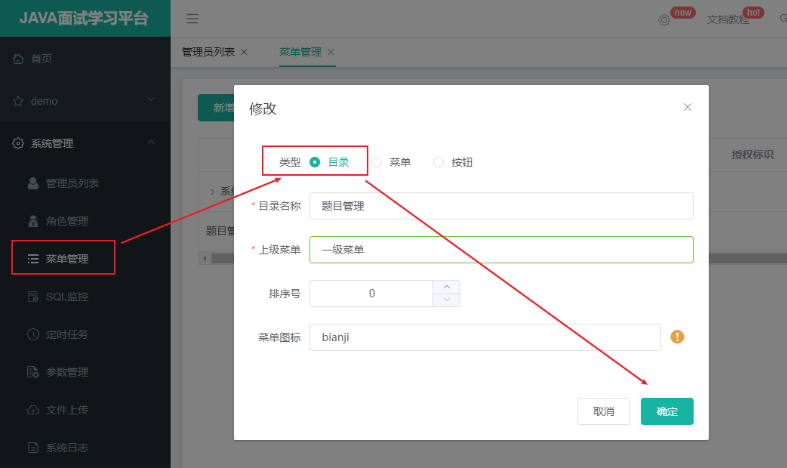 JAVA面试学习平台
new
文档教程
hot
G
首页
管理员列表 ×
菜单管理 ×
demo
系统管理
管理员列表
角色管理
菜单管理
SQL监控
定时任务
参数管理
文件上传
系统日志
新增
授权标识
系统
题目管
修改
类型
目录
菜单
按钮
* 目录名称
题目管理
* 上级菜单
一级菜单
排序号
0
菜单图标
bianji
取消
确定